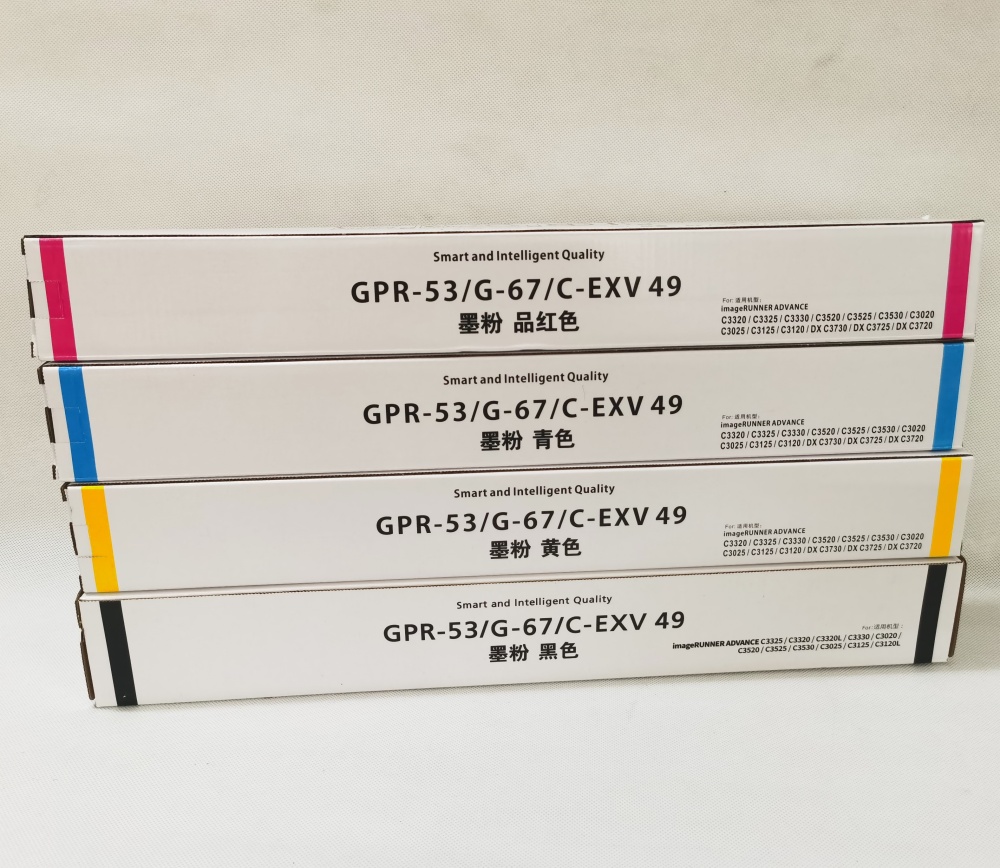 Smart and Intelligent Quality
GPR-53/G-67/C-EXV 49
墨粉 品红色
For: 适用机型:
imageRUNNER ADVANCE
C3320 / C3325 / C3330 / C3520 / C3525 / C3530 / C3020
C3025 / C3125 / C3120 / DX C3730 / DX C3725 / DX C3720
Smart and Intelligent Quality
GPR-53/G-67/C-EXV 49
墨粉 青色
For: 适用机型:
imageRUNNER ADVANCE
C3320 / C3325 / C3330 / C3520 / C3525 / C3530 / C3020
C3025 / C3125 / C3120 / DX C3730 / DX C3725 / DX C3720
Smart and Intelligent Quality
GPR-53/G-67/C-EXV 49
墨粉 黄色
For: 适用机型:
imageRUNNER ADVANCE
C3320 / C3325 / C3330 / C3520 / C3525 / C3530 / C3020
C3025 / C3125 / C3120 / DX C3730 / DX C3725 / DX C3720
Smart and Intelligent Quality
GPR-53/G-67/C-EXV 49
墨粉 黑色
For: 适用机型:
imageRUNNER ADVANCE C3325 / C3320 / C3320L / C3330 / C3020 /
C3520 / C3525 / C3530 / C3025 / C3125 / C3120L